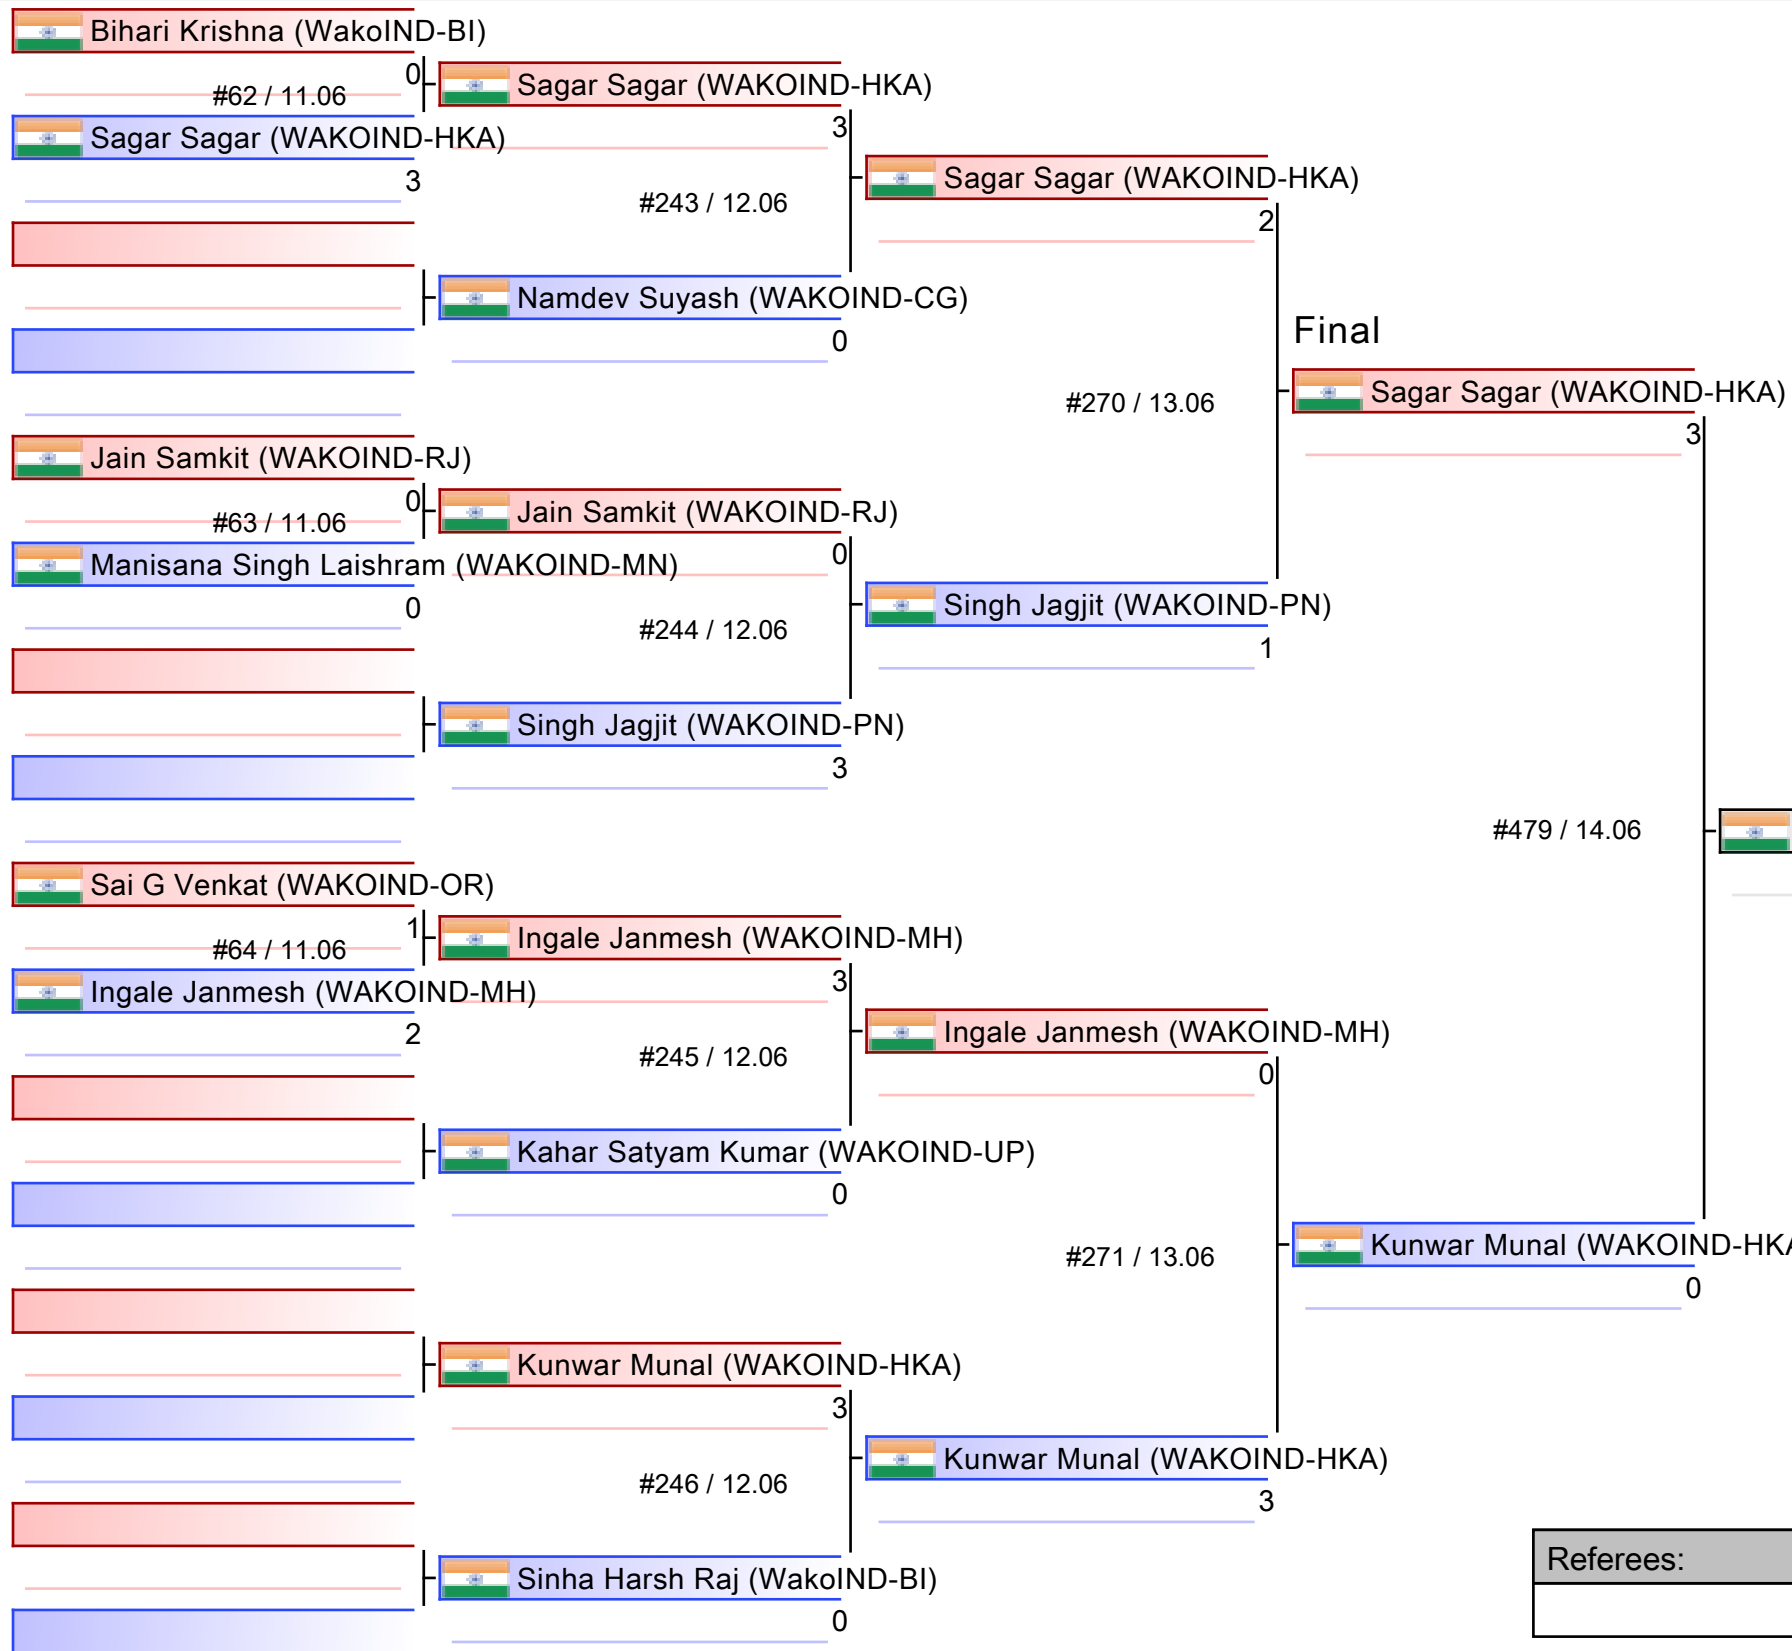 Bihari Krishna (WakoIND-BI)
0
#62 / 11.06
Sagar Sagar (WAKOIND-HKA)
3
Jain Samkit (WAKOIND-RJ)
0
#63 / 11.06
Manisana Singh Laishram (WAKOIND-MN)
0
Sai G Venkat (WAKOIND-OR)
1
#64 / 11.06
Ingale Janmesh (WAKOIND-MH)
2
Sagar Sagar (WAKOIND-HKA)
3
#243 / 12.06
Namdev Suyash (WAKOIND-CG)
0
Jain Samkit (WAKOIND-RJ)
0
#244 / 12.06
Singh Jagjit (WAKOIND-PN)
3
Ingale Janmesh (WAKOIND-MH)
3
#245 / 12.06
Kahar Satyam Kumar (WAKOIND-UP)
0
Kunwar Munal (WAKOIND-HKA)
3
#246 / 12.06
Sinha Harsh Raj (WakoIND-BI)
0
Sagar Sagar (WAKOIND-HKA)
2
#270 / 13.06
Singh Jagjit (WAKOIND-PN)
1
Ingale Janmesh (WAKOIND-MH)
0
#271 / 13.06
Kunwar Munal (WAKOIND-HKA)
3
Final
Sagar Sagar (WAKOIND-HKA)
3
#479 / 14.06
Kunwar Munal (WAKOIND-HKA
0
Referees: